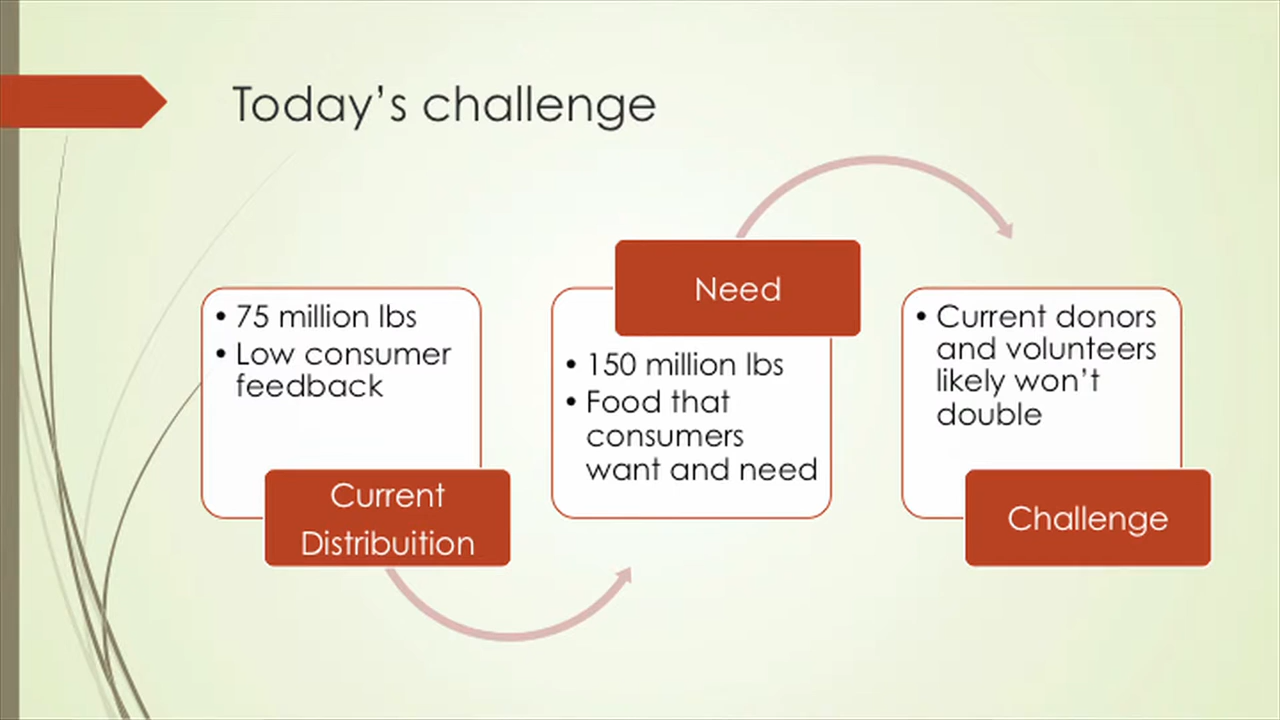 Today’s challenge
• 75 million lbs
• Low consumer
feedback
Current
Distribuition
Need
• 150 million lbs
• Food that
consumers
want and need
• Current donors
and volunteers
likely won’t
double
Challenge